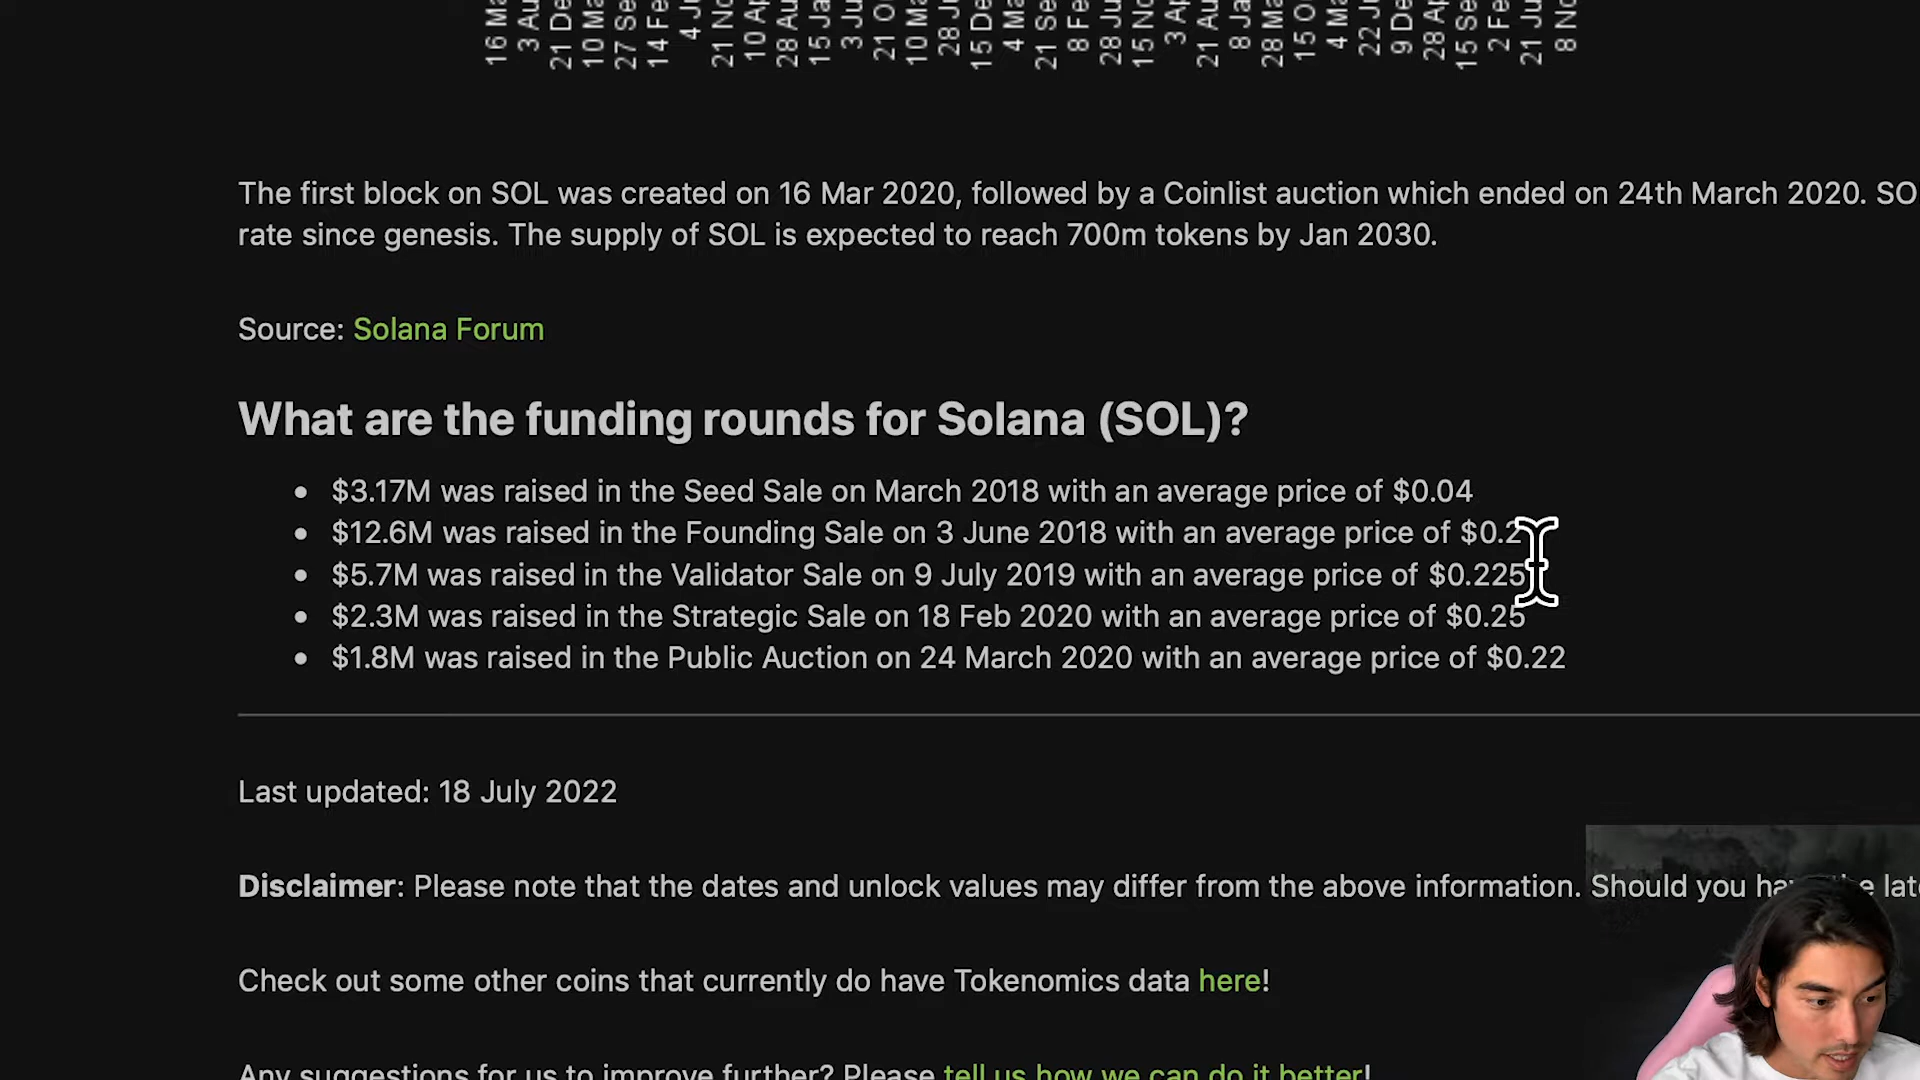 The first block on SOL was created on 16 Mar 2020, followed by a Coinlist auction which ended on 24th March 2020. SO
rate since genesis. The supply of SOL is expected to reach 700m tokens by Jan 2030.
Source: Solana Forum
What are the funding rounds for Solana (SOL)?
• $3.17M was raised in the Seed Sale on March 2018 with an average price of $0.04
• $12.6M was raised in the Founding Sale on 3 June 2018 with an average price of $0.2
• $5.7M was raised in the Validator Sale on 9 July 2019 with an average price of $0.225
• $2.3M was raised in the Strategic Sale on 18 Feb 2020 with an average price of $0.25
• $1.8M was raised in the Public Auction on 24 March 2020 with an average price of $0.22
Last updated: 18 July 2022
Disclaimer: Please note that the dates and unlock values may differ from the above information. Should you
Check out some other coins that currently do have Tokenomics data here!
Any suggestions for us to improve further? Please tell us how we can do it better!